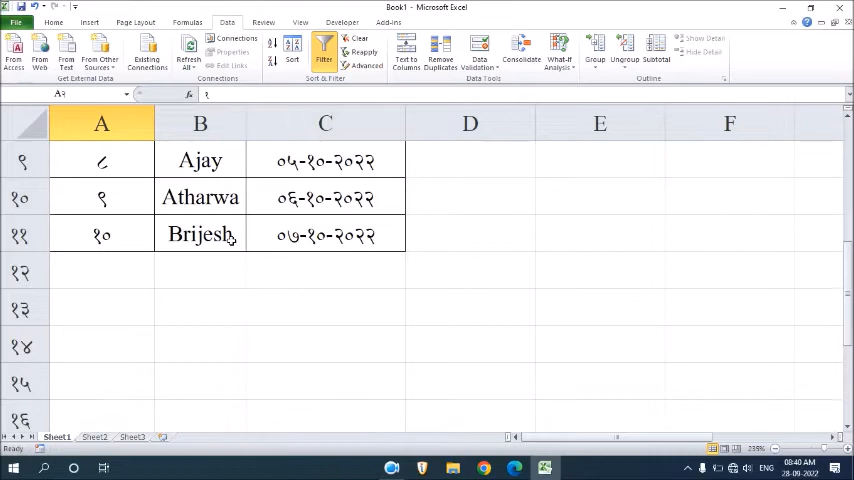 Book1 - Microsoft Excel
File Home Insert Page Layout Formulas Data Review View Developer Add-Ins
From Access From Web From Text From Other Sources Existing Connections
Get External Data
Refresh All Connections Properties Edit Links
Connections
Sort Filter Clear Reapply Advanced
Sort & Filter
Text to Columns Remove Duplicates Data Validation Consolidate What-If Analysis
Data Tools
Group Ungroup Subtotal Show Detail Hide Detail
Outline
A२ fx १
A B C D E F
९ ८ Ajay ०५-१०-२०२२
१० ९ Atharwa ०६-१०-२०२२
११ १० Brijesh ०७-१०-२०२२
१२
१३
१४
१५
१६
Sheet1 Sheet2 Sheet3
Ready 235%
ENG 08:40 AM
28-09-2022